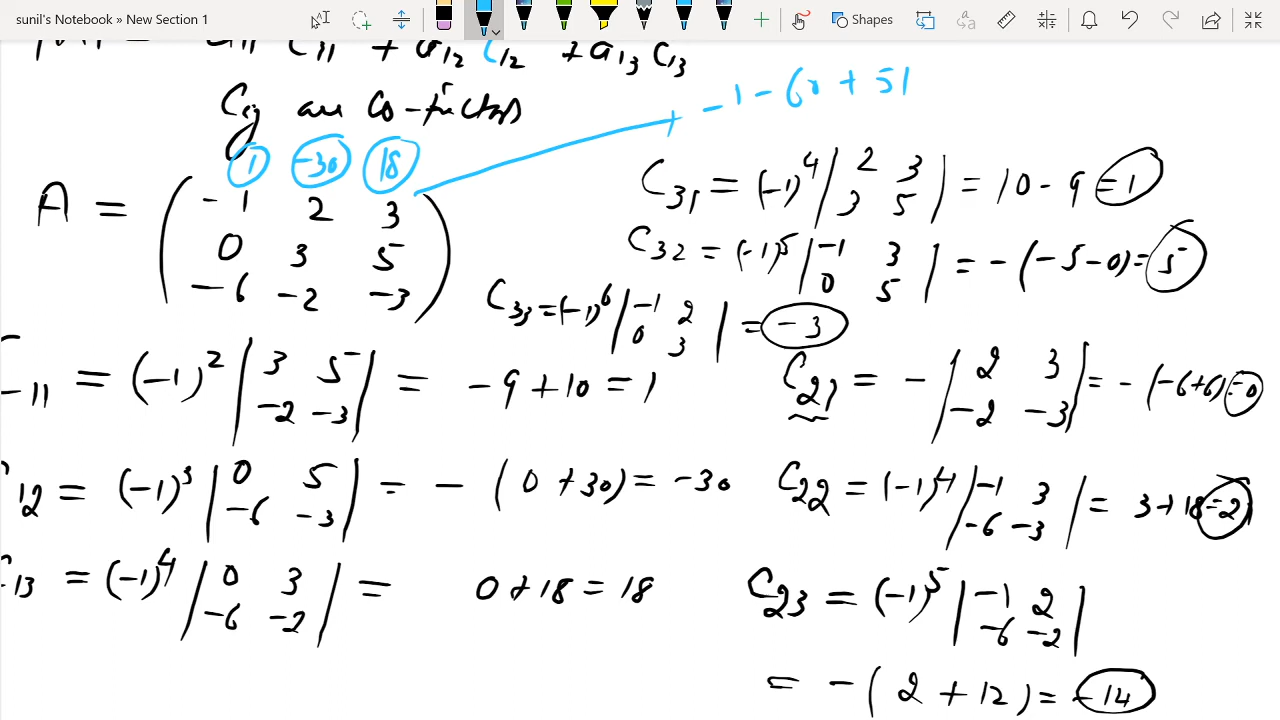 sunil's Notebook » New Section 1
Shapes
C11 + a12 C12 + a13 C13
Cij are Co-factors
-1 - 60 + 51
1 -30 18
A = ( -1 2 3
0 3 5
-6 -2 -3 )
C31 = (-1)^4 | 2 3
3 5 | = 10 - 9 = 1
C32 = (-1)^5 | -1 3
0 5 | = - (-5 - 0) = 5
C33 = (-1)^6 | -1 2
0 3 | = -3
11 = (-1)^2 | 3 5
-2 -3 | = -9 + 10 = 1
C21 = - | 2 3
-2 -3 | = - (-6+6) = 0
12 = (-1)^3 | 0 5
-6 -3 | = - (0 + 30) = -30
C22 = (-1)^4 | -1 3
-6 -3 | = 3 + 18 = 21
C13 = (-1)^4 | 0 3
-6 -2 | = 0 + 18 = 18
C23 = (-1)^5 | -1 2
-6 -2 |
= - (2 + 12) = -14